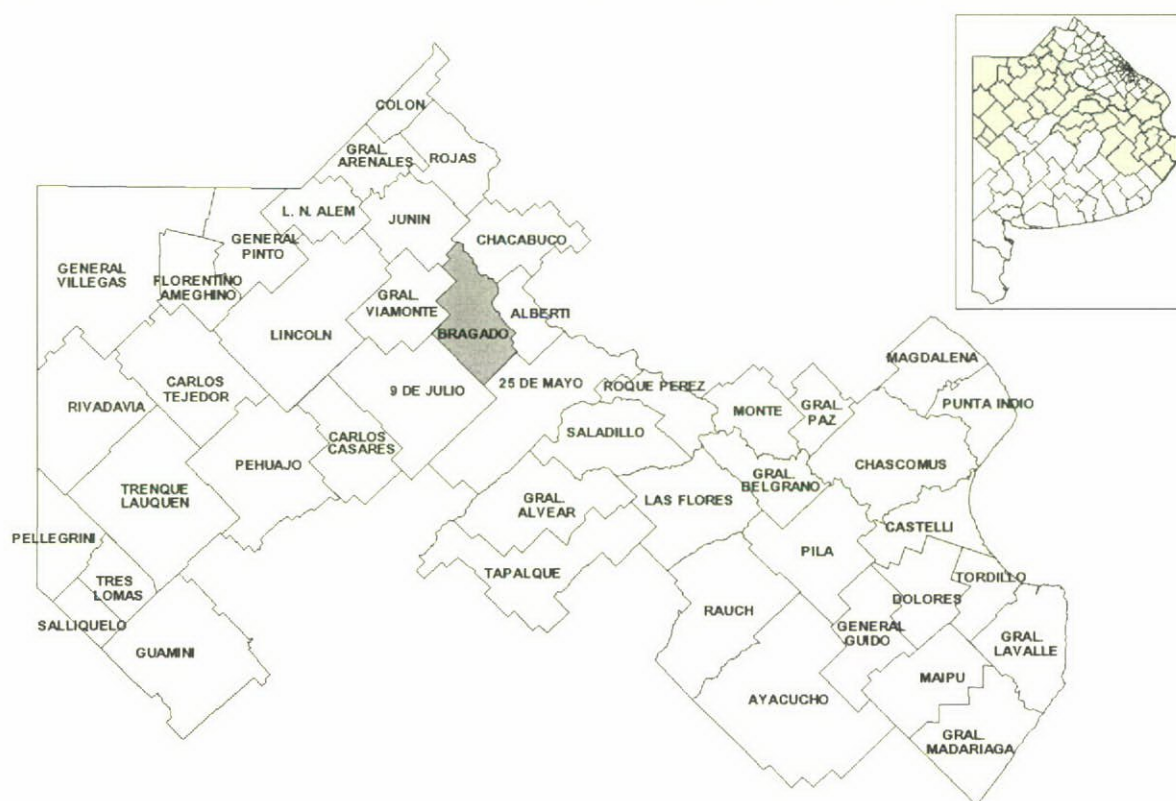 COLON
GRAL.
ARENALES
ROJAS
L. N. ALEM
JUNIN
CHACABUCO
GENERAL
PINTO
GENERAL
VILLEGAS
FLORENTINO
AMEGHINO
GRAL.
VIAMONTE
ALBERTI
LINCOLN
BRAGADO
MAGDALENA
CARLOS
TEJEDOR
9 DE JULIO
25 DE MAYO
ROQUE PEREZ
RIVADAVIA
MONTE
GRAL.
PAZ
PUNTA INDIO
SALADILLO
CARLOS
CASARES
PEHUAJO
CHASCOMUS
TRENQUE
LAUQUEN
GRAL.
BELGRANO
GRAL.
ALVEAR
LAS FLORES
CASTELLI
PELLEGRINI
PILA
TAPALQUE
TRES
LOMAS
TORDILLO
DOLORES
RAUCH
SALLIQUELO
GENERAL
GUIDO
GRAL.
LAVALLE
GUAMINI
MAIPU
AYACUCHO
GRAL.
MADARIAGA